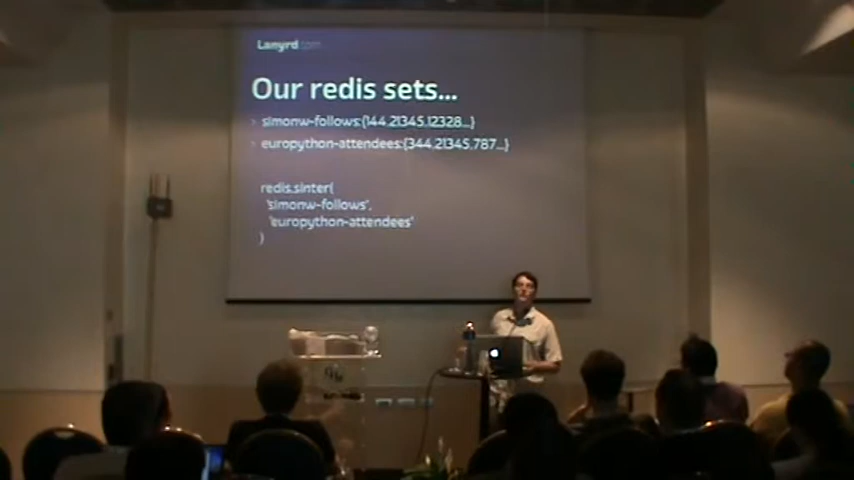 Lanyrd.com
Our redis sets...
simonw-follows:{144,21345,12328...}
europython-attendees:{344,21345,787...}
redis.sinter(
'simonw-follows',
'europython-attendees'
)